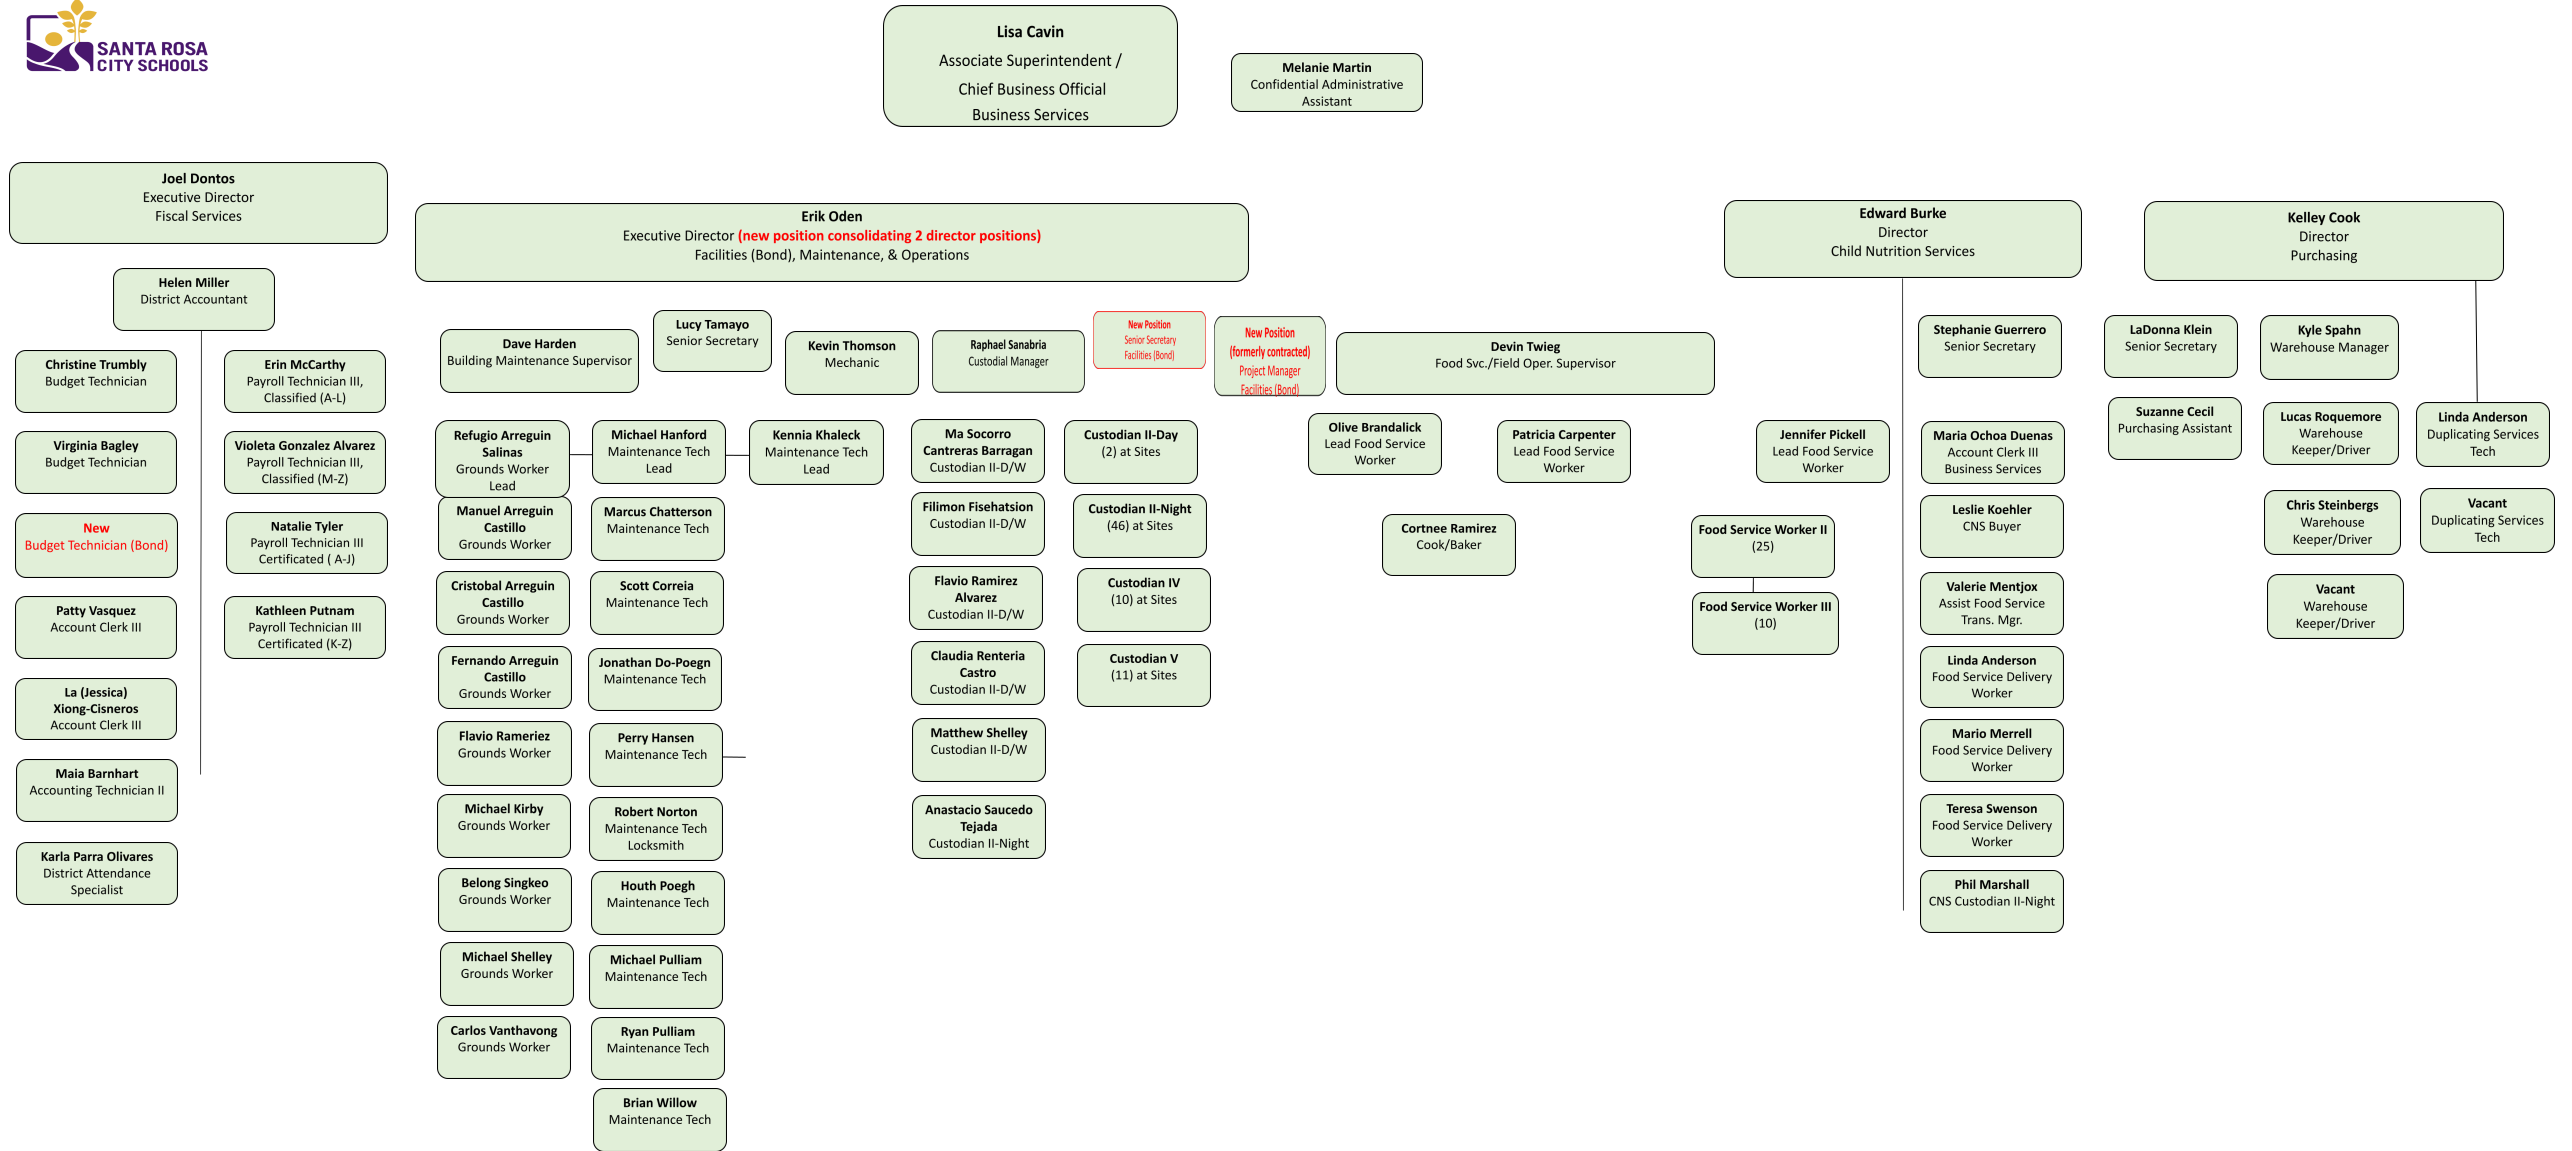 SANTA ROSA
CITY SCHOOLS
Lisa Cavin
Associate Superintendent /
Chief Business Official
Business Services
Melanie Martin
Confidential Administrative
Assistant
Joel Dontos
Executive Director
Fiscal Services
Helen Miller
District Accountant
Christine Trumbly
Budget Technician
Virginia Bagley
Budget Technician
New
Budget Technician (Bond)
Patty Vasquez
Account Clerk III
La (Jessica)
Xiong-Cisneros
Account Clerk III
Maia Barnhart
Accounting Technician II
Karla Parra Olivares
District Attendance
Specialist
Erin McCarthy
Payroll Technician III,
Classified (A-L)
Violeta Gonzalez Alvarez
Payroll Technician III,
Classified (M-Z)
Natalie Tyler
Payroll Technician III
Certificated ( A-J)
Kathleen Putnam
Payroll Technician III
Certificated (K-Z)
Erik Oden
Executive Director (new position consolidating 2 director positions)
Facilities (Bond), Maintenance, & Operations
Dave Harden
Building Maintenance Supervisor
Lucy Tamayo
Senior Secretary
Kevin Thomson
Mechanic
Raphael Sanabria
Custodial Manager
New Position
Senior Secretary
Facilities (Bond)
New Position
(formerly contracted)
Project Manager
Facilities (Bond)
Devin Twieg
Food Svc./Field Oper. Supervisor
Refugio Arreguin
Salinas
Grounds Worker
Lead
Manuel Arreguin
Castillo
Grounds Worker
Cristobal Arreguin
Castillo
Grounds Worker
Fernando Arreguin
Castillo
Grounds Worker
Flavio Rameriez
Grounds Worker
Michael Kirby
Grounds Worker
Belong Singkeo
Grounds Worker
Michael Shelley
Grounds Worker
Carlos Vanthavong
Grounds Worker
Michael Hanford
Maintenance Tech
Lead
Marcus Chatterson
Maintenance Tech
Scott Correia
Maintenance Tech
Jonathan Do-Poegn
Maintenance Tech
Perry Hansen
Maintenance Tech
Robert Norton
Maintenance Tech
Locksmith
Houth Poegh
Maintenance Tech
Michael Pulliam
Maintenance Tech
Ryan Pulliam
Maintenance Tech
Brian Willow
Maintenance Tech
Kennia Khaleck
Maintenance Tech
Lead
Ma Socorro
Cantreras Barragan
Custodian II-D/W
Filimon Fisehatsion
Custodian II-D/W
Flavio Ramirez
Alvarez
Custodian II-D/W
Claudia Renteria
Castro
Custodian II-D/W
Matthew Shelley
Custodian II-D/W
Anastacio Saucedo
Tejada
Custodian II-Night
Custodian II-Day
(2) at Sites
Custodian II-Night
(46) at Sites
Custodian IV
(10) at Sites
Custodian V
(11) at Sites
Olive Brandalick
Lead Food Service
Worker
Patricia Carpenter
Lead Food Service
Worker
Jennifer Pickell
Lead Food Service
Worker
Cortnee Ramirez
Cook/Baker
Food Service Worker II
(25)
Food Service Worker III
(10)
Edward Burke
Director
Child Nutrition Services
Stephanie Guerrero
Senior Secretary
Maria Ochoa Duenas
Account Clerk III
Business Services
Leslie Koehler
CNS Buyer
Valerie Mentjox
Assist Food Service
Trans. Mgr.
Linda Anderson
Food Service Delivery
Worker
Mario Merrell
Food Service Delivery
Worker
Teresa Swenson
Food Service Delivery
Worker
Phil Marshall
CNS Custodian II-Night
Kelley Cook
Director
Purchasing
LaDonna Klein
Senior Secretary
Suzanne Cecil
Purchasing Assistant
Kyle Spahn
Warehouse Manager
Lucas Roquemore
Warehouse
Keeper/Driver
Chris Steinbergs
Warehouse
Keeper/Driver
Vacant
Warehouse
Keeper/Driver
Linda Anderson
Duplicating Services
Tech
Vacant
Duplicating Services
Tech